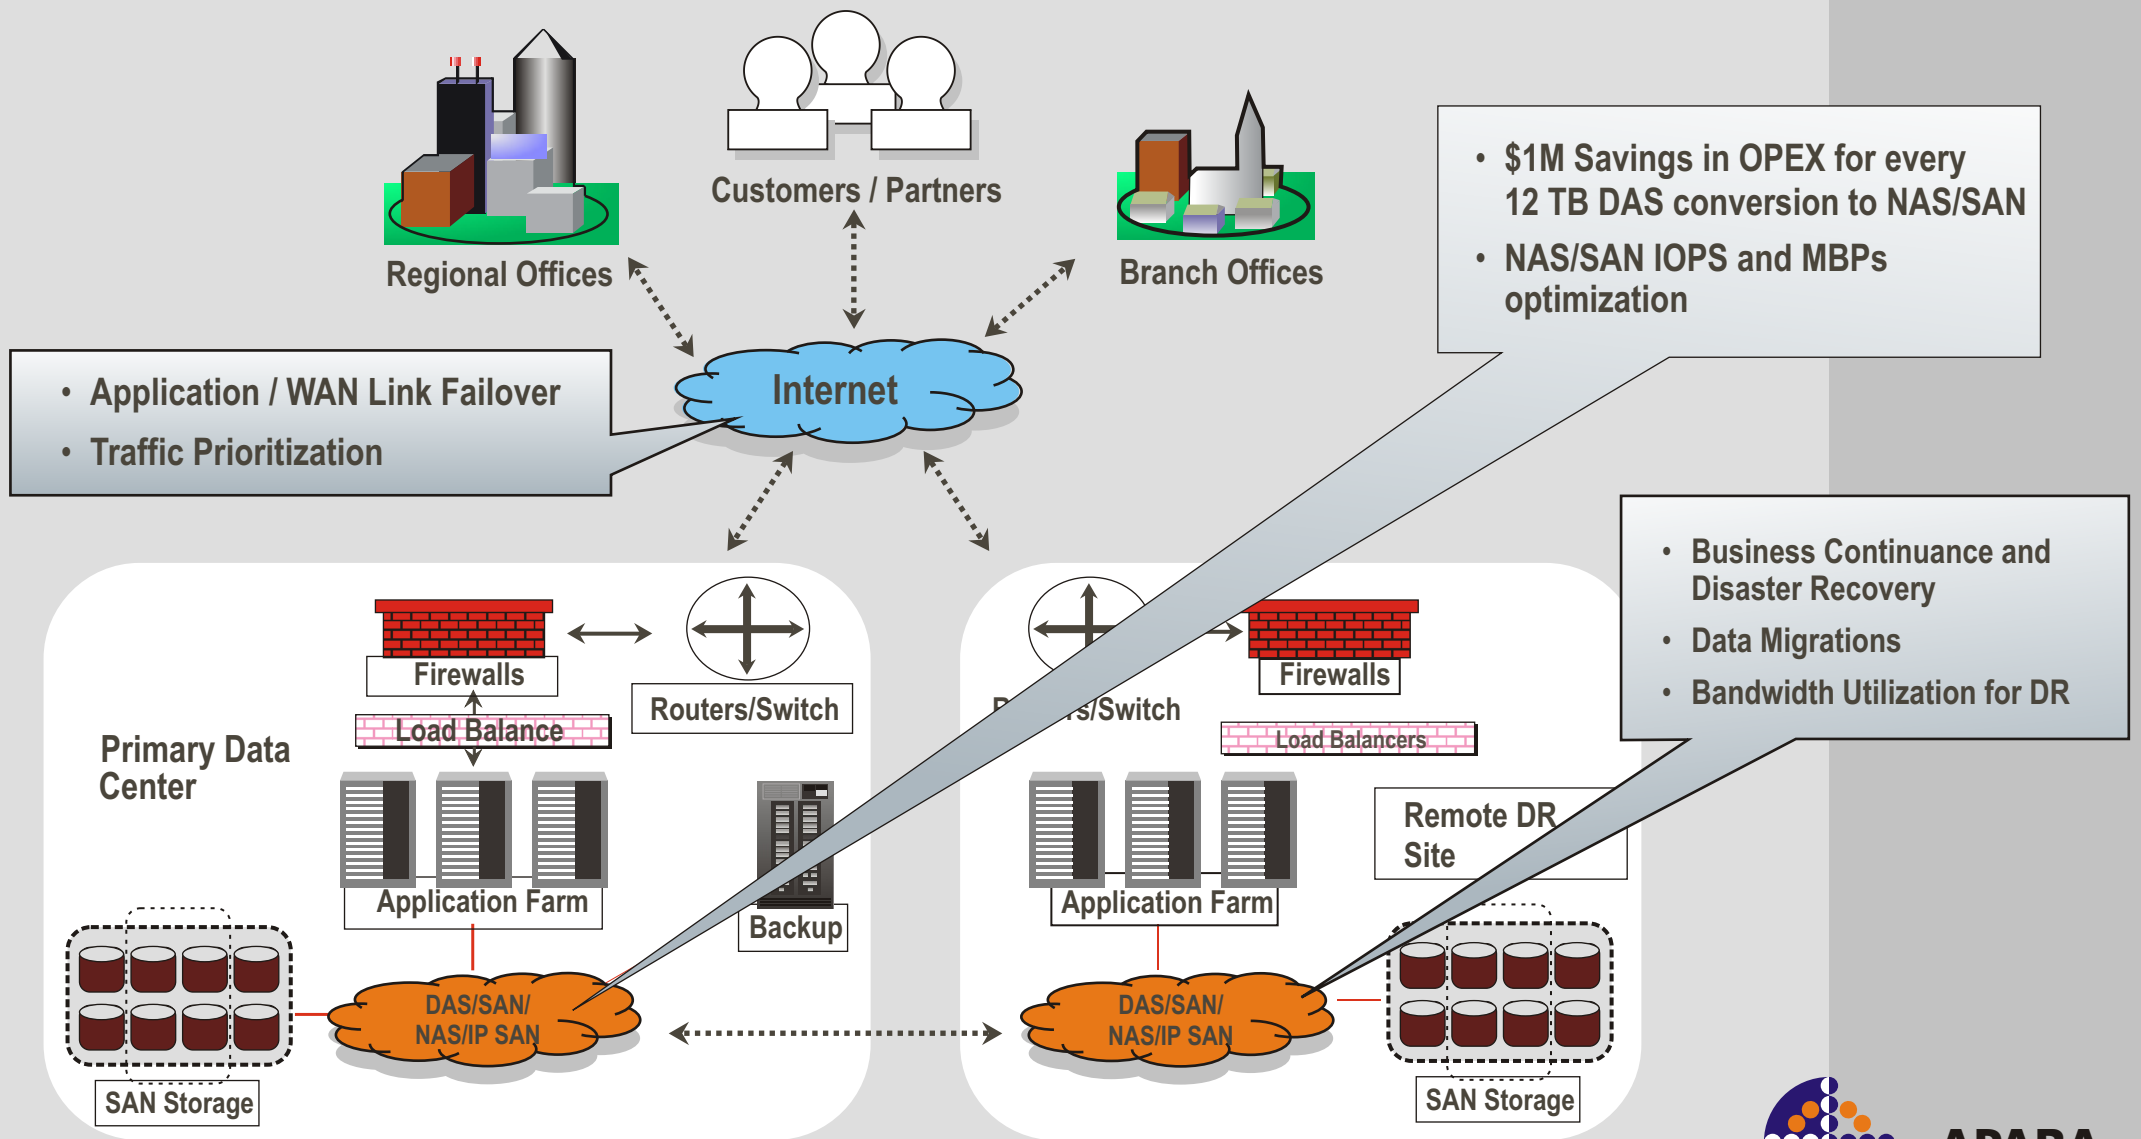 Customers / Partners
Regional Offices
Branch Offices
• $1M Savings in OPEX for every
12 TB DAS conversion to NAS/SAN
• NAS/SAN IOPS and MBPs
optimization
• Application / WAN Link Failover
• Traffic Prioritization
Internet
• Business Continuance and
Disaster Recovery
• Data Migrations
• Bandwidth Utilization for DR
Primary Data
Center
Firewalls
Routers/Switch
Load Balance
Application Farm
Backup
DAS/SAN/
NAS/IP SAN
SAN Storage
Firewalls
s/Switch
Load Balancers
Remote DR
Site
Application Farm
DAS/SAN/
NAS/IP SAN
SAN Storage